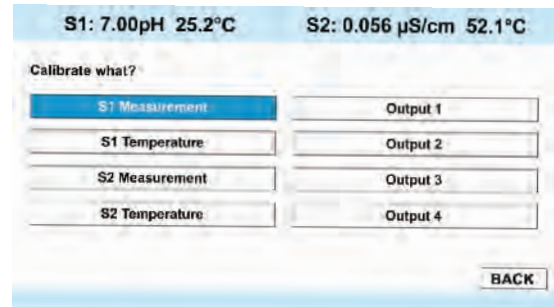 S1: 7.00pH 25.2°C S2: 0.056 µS/cm 52.1°C
Calibrate what?
S1 Measurement Output 1
S1 Temperature Output 2
S2 Measurement Output 3
S2 Temperature Output 4
BACK